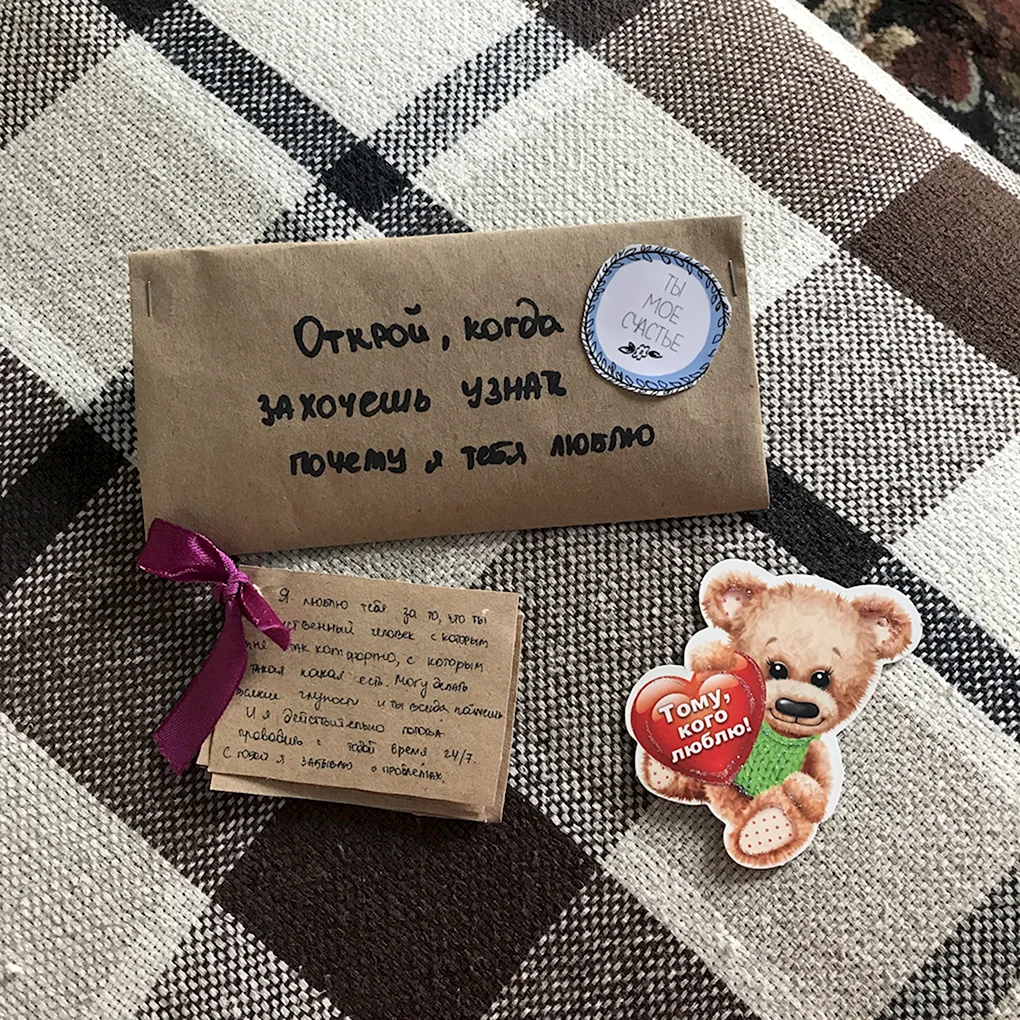 Открой, когда
захочешь узнать
почему я тебя люблю
ТЫ
МОЕ
СЧАСТЬЕ
Я люблю тебя за то, что ты
человек с которым
так комфортно, с которым
такая какая есть. Могу делать
глупости и ты всегда поймёшь
И я действительно готова
проводить с тобой время 24/7.
С тобой я забываю о проблемах.
Тому,
кого
люблю!